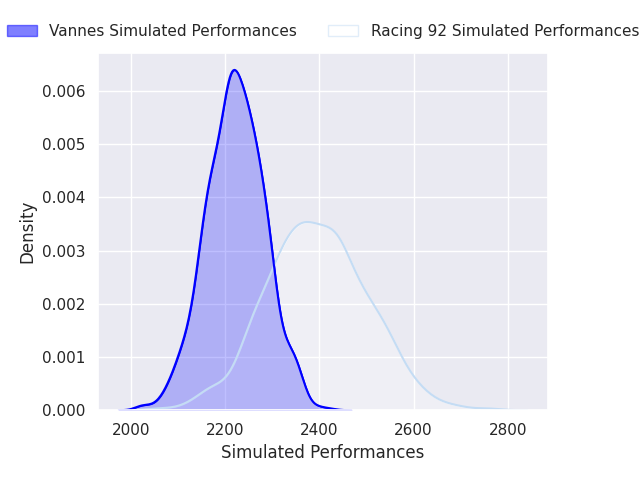 Vannes Simulated Performances Racing 92 Simulated Performances
0.006
0.005
0.004
0.003
0.002
0.001
0.000
Density
2000 2200 2400 2600 2800
Simulated Performances